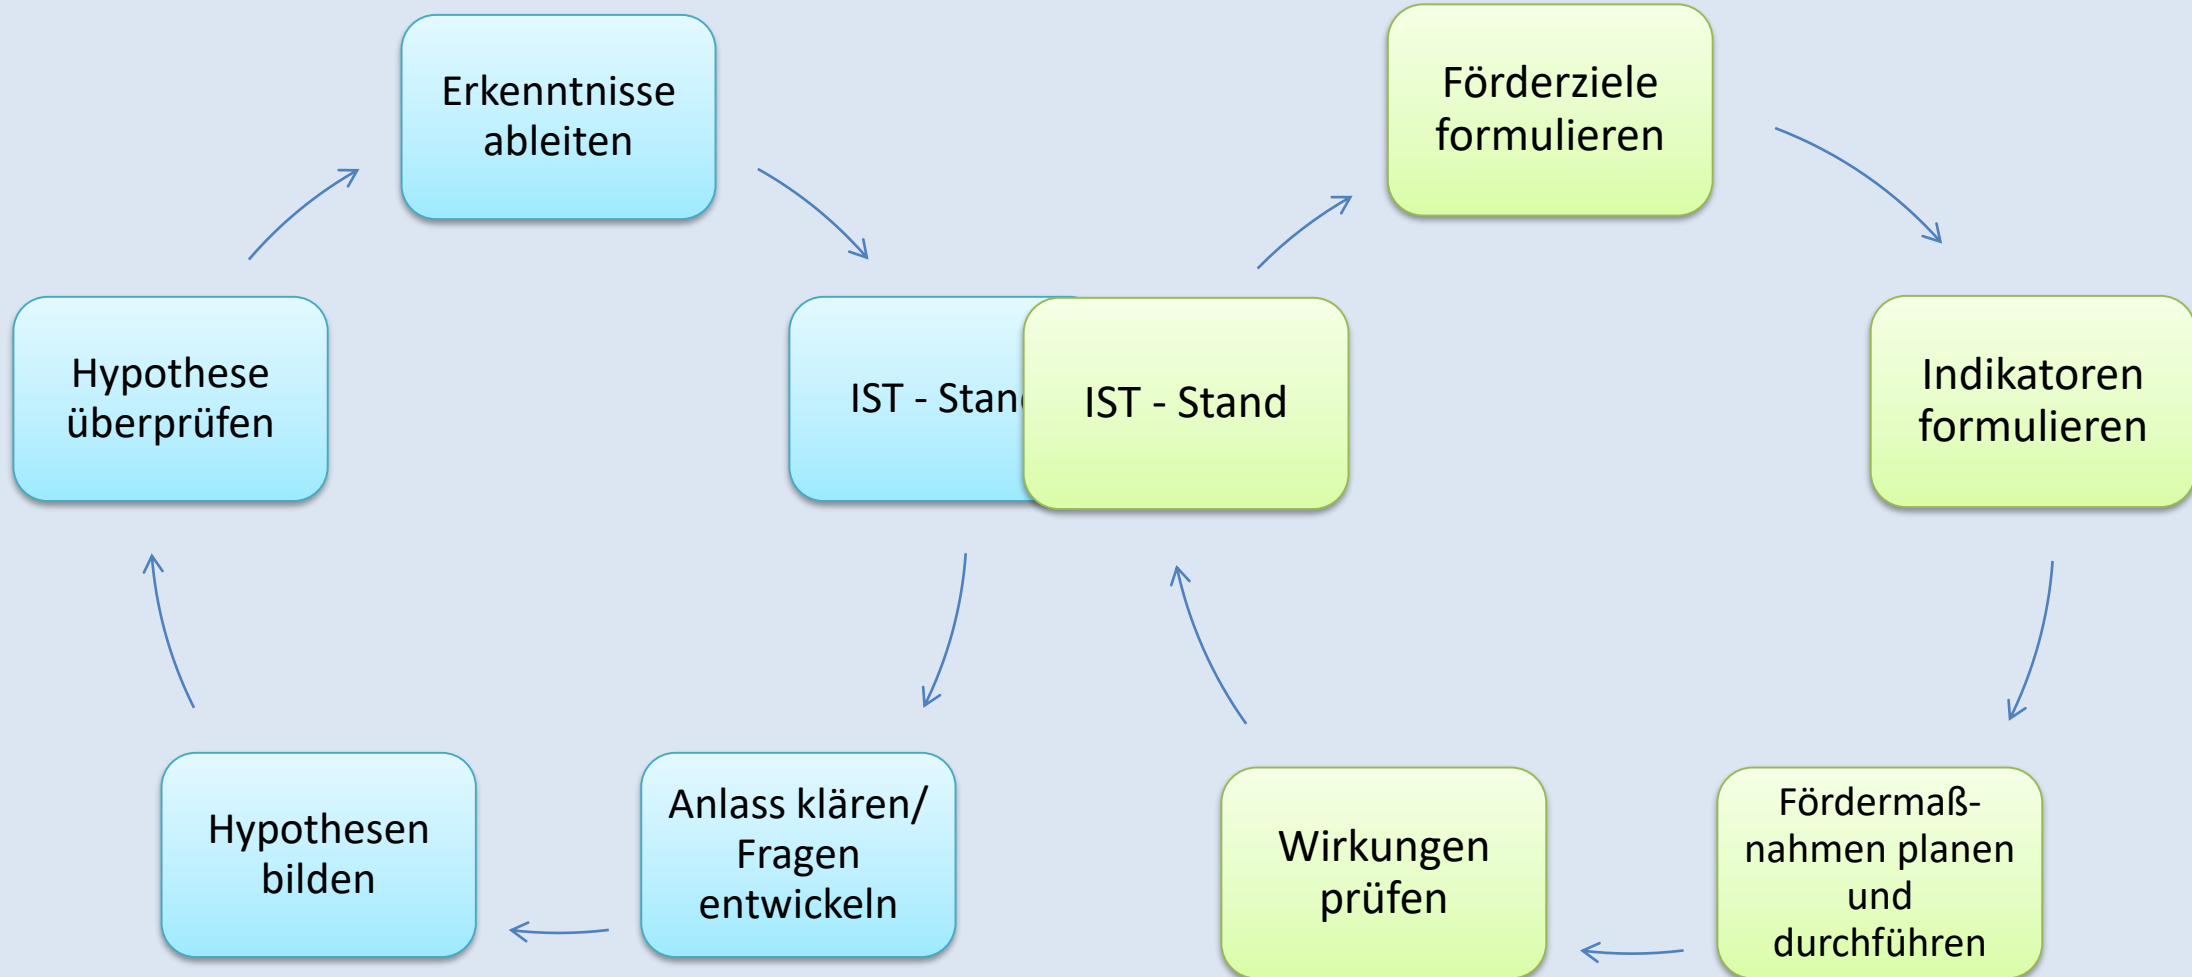 Erkenntnisse
ableiten
Förderziele
formulieren
Hypothese
überprüfen
IST - Stand
IST - Stand
Indikatoren
formulieren
Hypothesen
bilden
Anlass klären/
Fragen
entwickeln
Wirkungen
prüfen
Fördermaß-
nahmen planen
und
durchführen